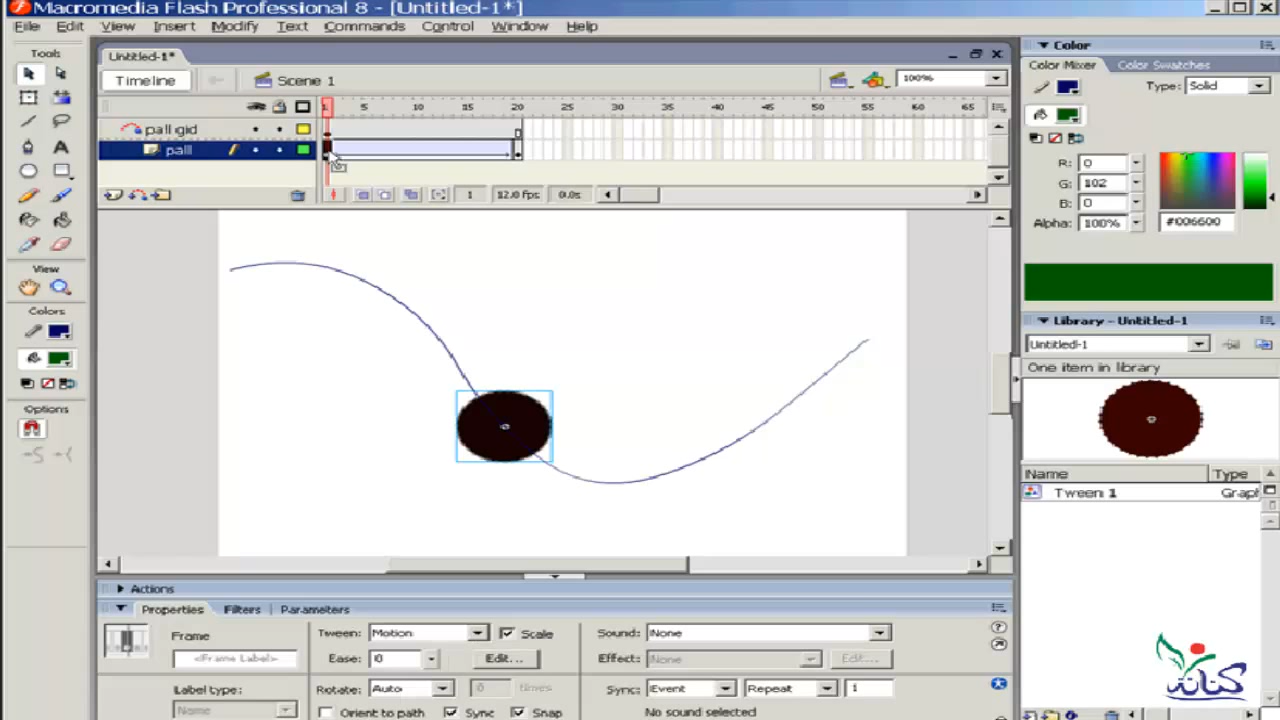 Macromedia Flash Professional 8 - [Untitled-1*]
File Edit View Insert Modify Text Commands Control Window Help
Tools
Untitled-1*
Timeline
Scene 1
100%
1 5 10 15 20 25 30 35 40 45 50 55 60 65
pall gid
pall
1 12.0 fps 0.0s
View
Colors
Options
Color
Color Mixer Color Swatches
Type: Solid
R: 0
G: 102
B: 0
Alpha: 100%
#006600
Library - Untitled-1
Untitled-1
One item in library
Name Type
Tween 1 Graph
Actions
Properties Filters Parameters
Frame
<Frame Label>
Label type:
Name
Tween: Motion
Scale
Ease: 0
Edit...
Rotate: Auto
0 times
Orient to path Sync Snap
Sound: None
Effect: None
Edit...
Sync: Event Repeat 1
No sound selected